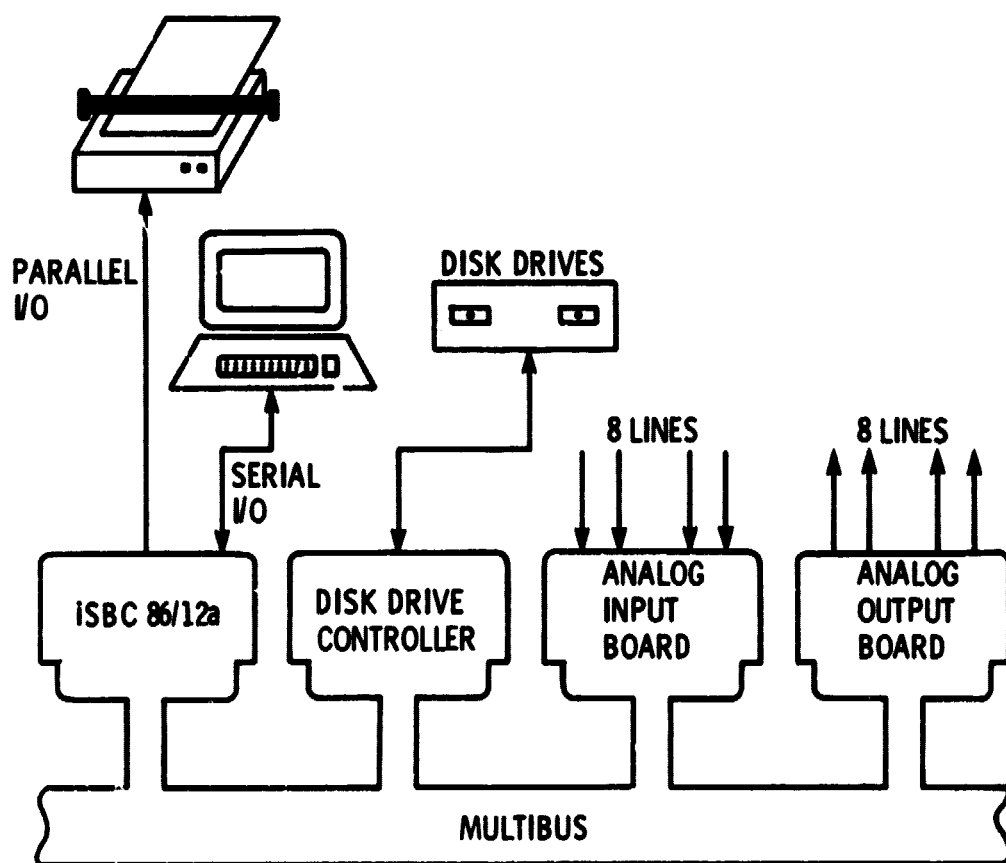 PARALLEL
I/O
DISK DRIVES
SERIAL
I/O
8 LINES
8 LINES
iSBC 86/12a
DISK DRIVE
CONTROLLER
ANALOG
INPUT
BOARD
ANALOG
OUTPUT
BOARD
MULTIBUS